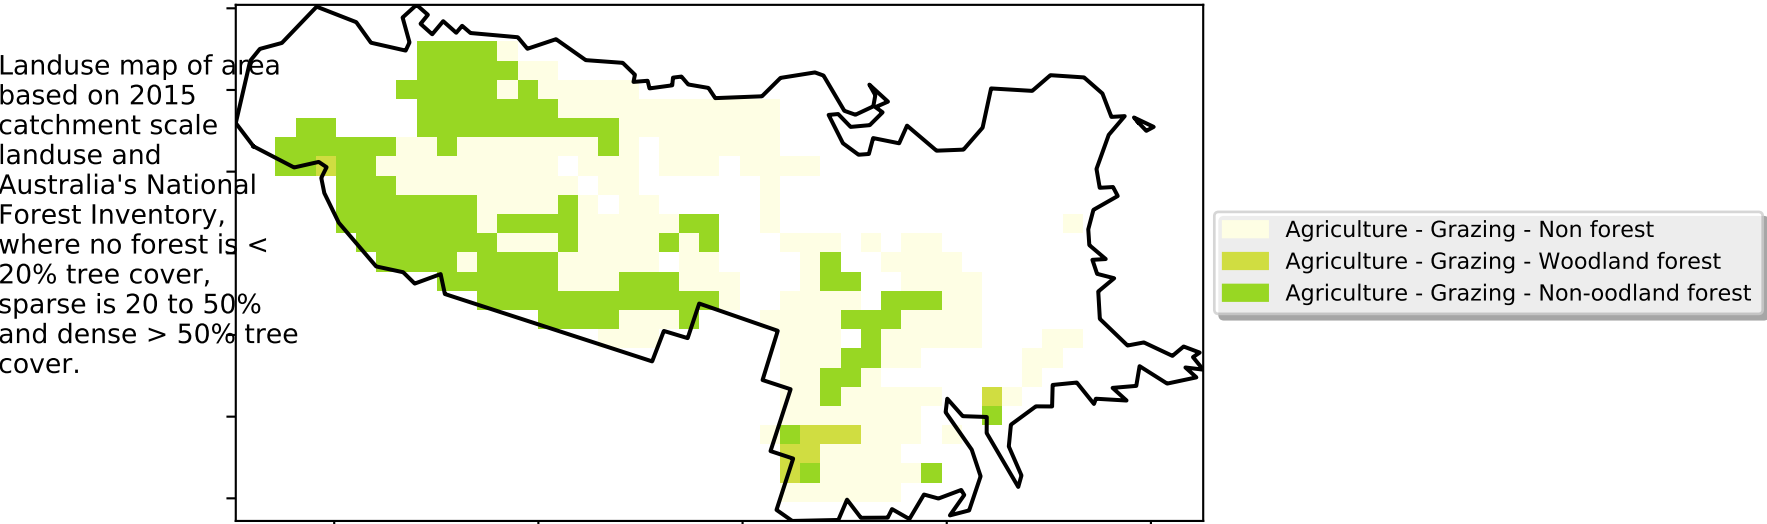 Landuse map of area
based on 2015
catchment scale
landuse and
Australia's National
Forest Inventory,
where no forest is <
20% tree cover,
sparse is 20 to 50%
and dense > 50% tree
cover.
Agriculture - Grazing - Non forest
Agriculture - Grazing - Woodland forest
Agriculture - Grazing - Non-oodland forest